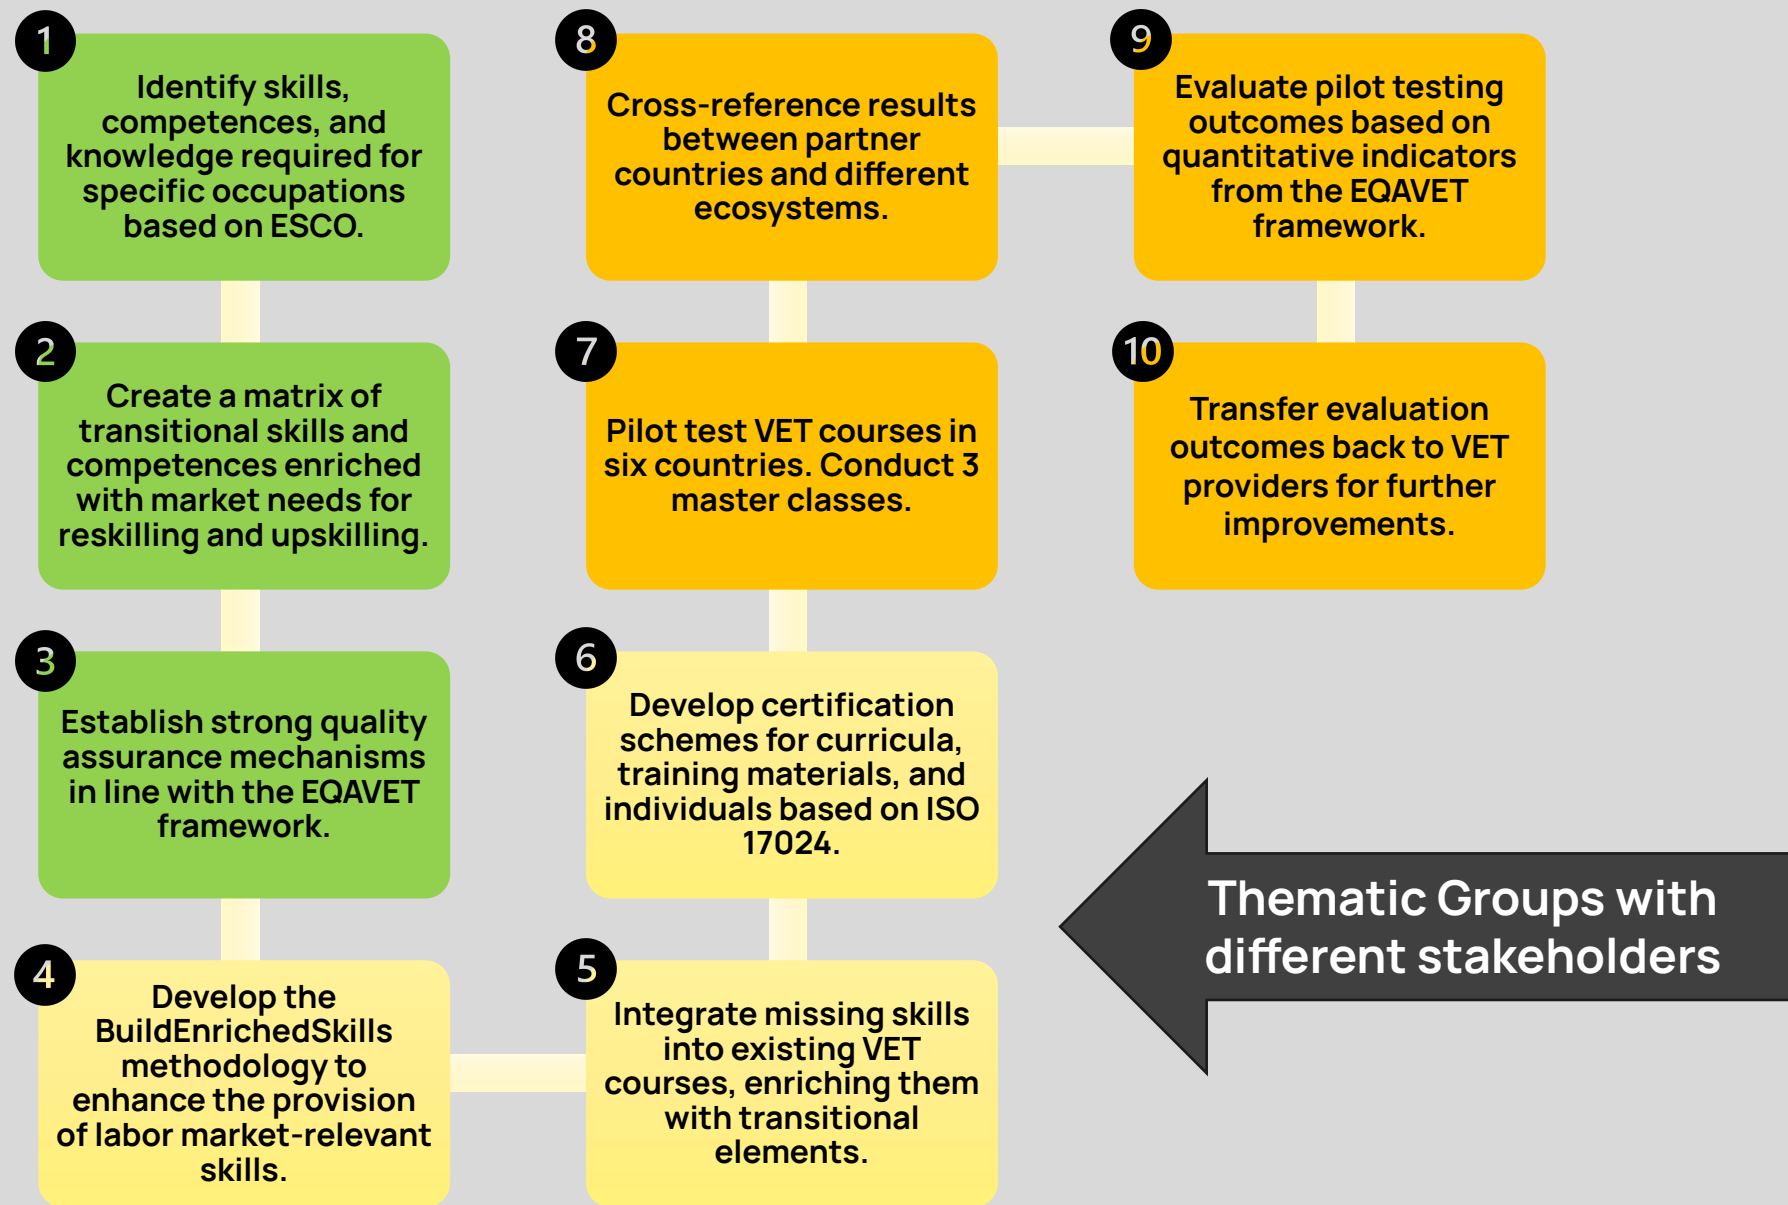 1
Identify skills,
competences, and
knowledge required for
specific occupations
based on ESCO.
2
Create a matrix of
transitional skills and
competences enriched
with market needs for
reskilling and upskilling.
3
Establish strong quality
assurance mechanisms
in line with the EQAVET
framework.
4
Develop the
BuildEnrichedSkills
methodology to
enhance the provision
of labor market-relevant
skills.
5
Integrate missing skills
into existing VET
courses, enriching them
with transitional
elements.
6
Develop certification
schemes for curricula,
training materials, and
individuals based on ISO
17024.
7
Pilot test VET courses in
six countries. Conduct 3
master classes.
8
Cross-reference results
between partner
countries and different
ecosystems.
9
Evaluate pilot testing
outcomes based on
quantitative indicators
from the EQAVET
framework.
10
Transfer evaluation
outcomes back to VET
providers for further
improvements.
Thematic Groups with
different stakeholders